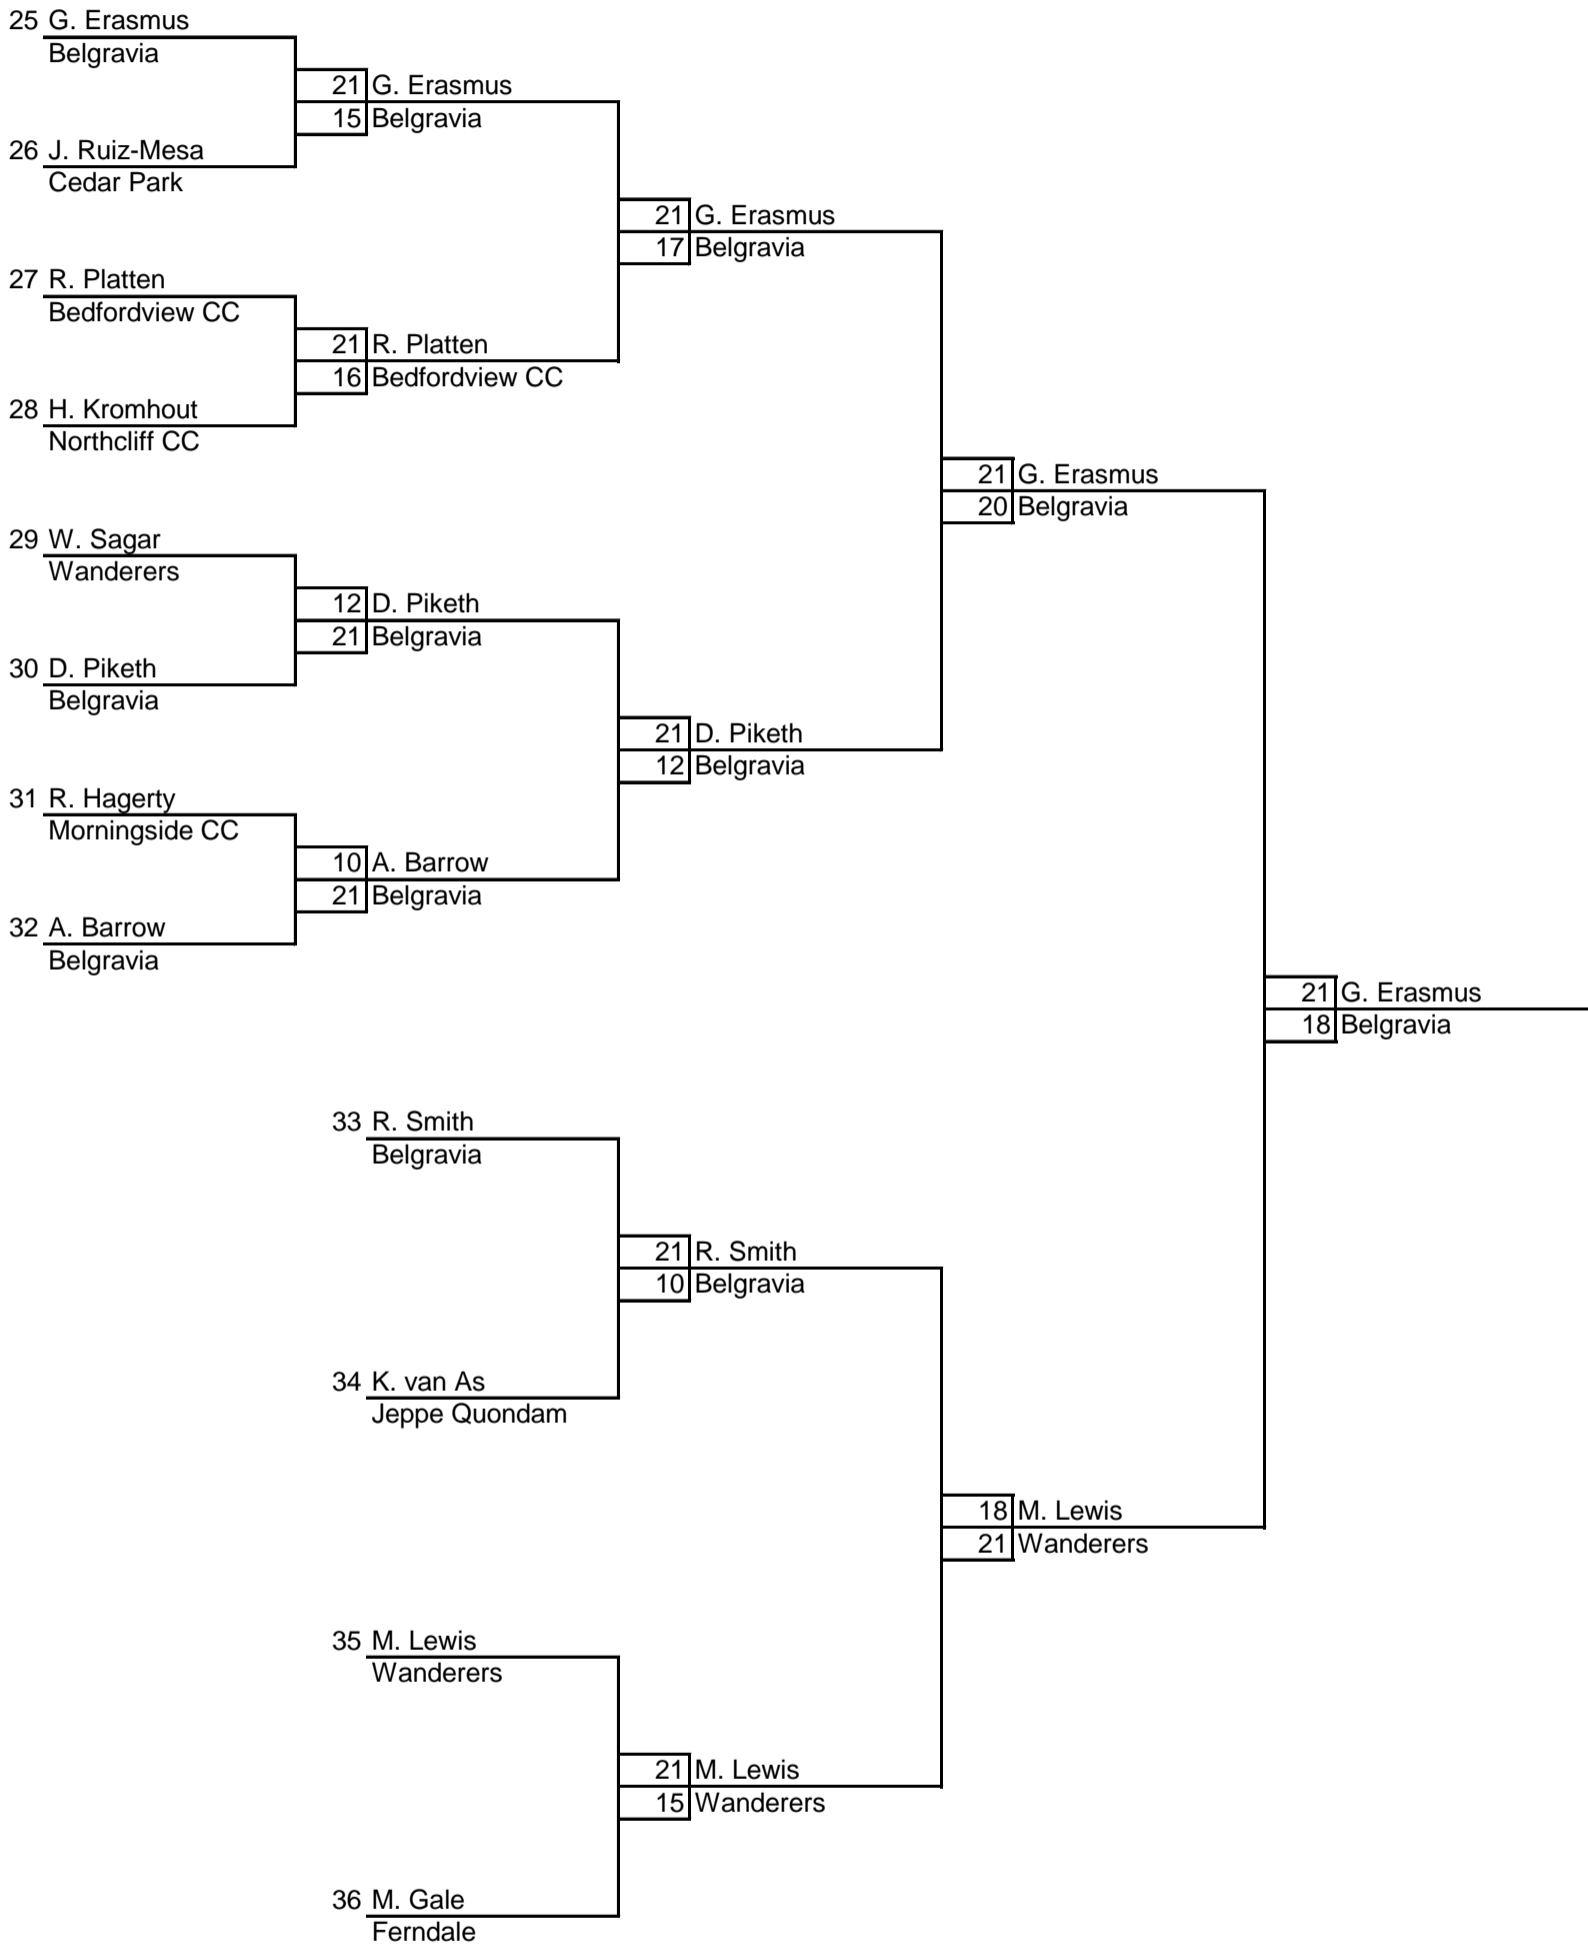 25 G. Erasmus
Belgravia
21 G. Erasmus
15 Belgravia
26 J. Ruiz-Mesa
Cedar Park
21 G. Erasmus
17 Belgravia
27 R. Platten
Bedfordview CC
21 R. Platten
16 Bedfordview CC
28 H. Kromhout
Northcliff CC
21 G. Erasmus
20 Belgravia
29 W. Sagar
Wanderers
12 D. Piketh
21 Belgravia
30 D. Piketh
Belgravia
21 D. Piketh
12 Belgravia
31 R. Hagerty
Morningside CC
10 A. Barrow
21 Belgravia
32 A. Barrow
Belgravia
21 G. Erasmus
18 Belgravia
33 R. Smith
Belgravia
21 R. Smith
10 Belgravia
34 K. van As
Jeppe Quondam
18 M. Lewis
21 Wanderers
35 M. Lewis
Wanderers
21 M. Lewis
15 Wanderers
36 M. Gale
Ferndale